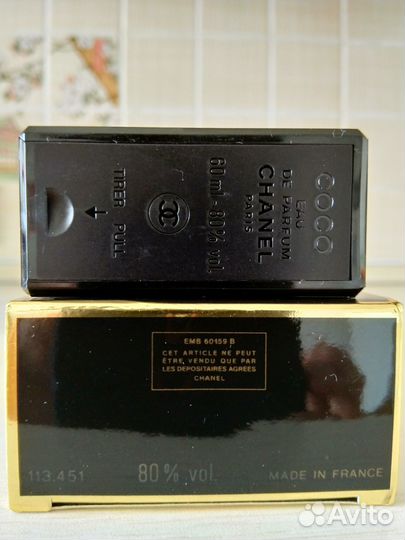 COCO
EAU
DE PARFUM
CHANEL
PARIS
60 ml - 80% vol.
TIRER PULL
EMB 60159 B
CET ARTICLE NE PEUT
ÊTRE, VENDU QUE PAR
LES DEPOSITAIRES AGRÉES
CHANEL
113.451 80% vol. MADE IN FRANCE
Avito